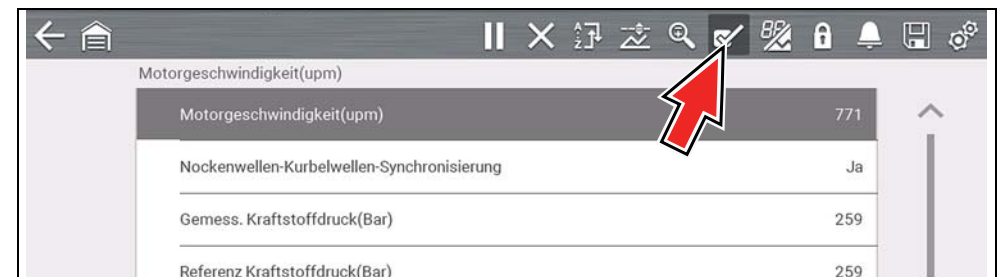 Motorgeschwindigkeit(upm)
Motorgeschwindigkeit(upm) 771
Nockenwellen-Kurbelwellen-Synchronisierung Ja
Gemess. Kraftstoffdruck(Bar) 259
Referenz Kraftstoffdruck(Bar) 259